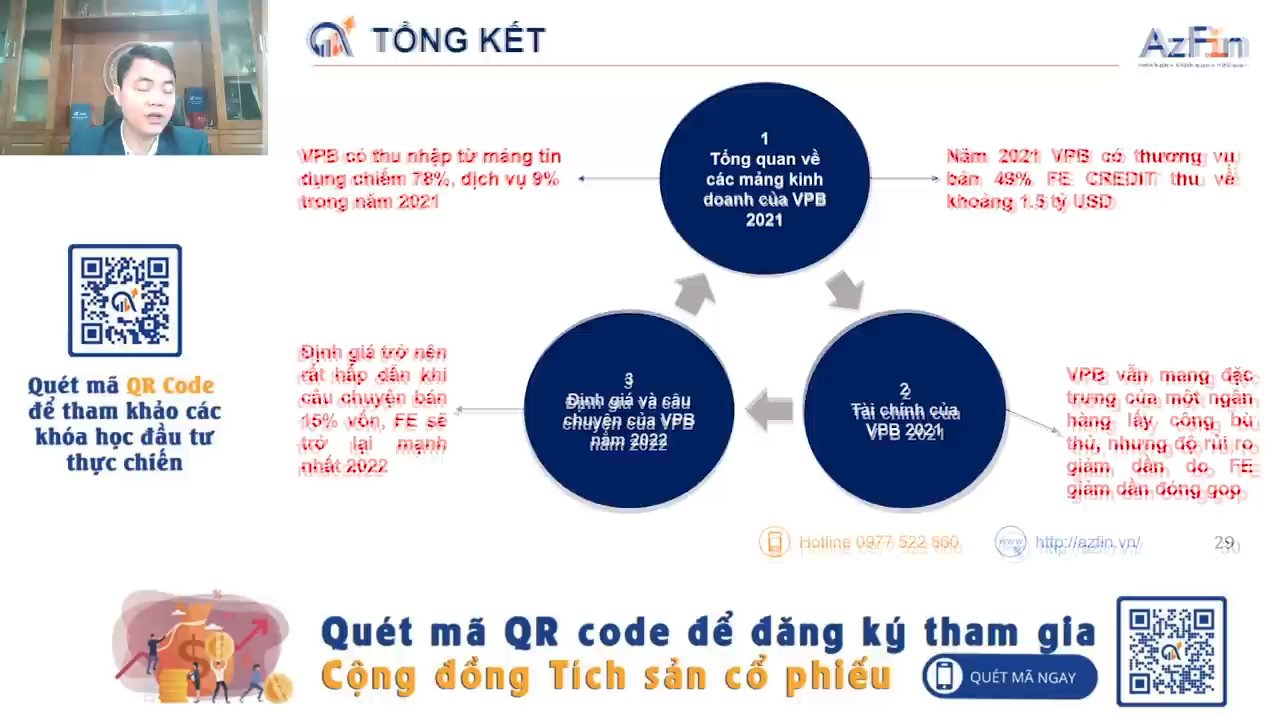 TỔNG KẾT
AzFin
1
Tổng quan về
các mảng kinh
doanh của VPB
2021
VPB có thu nhập từ mảng tín
dụng chiếm 78%, dịch vụ 9%
trong năm 2021
Năm 2021 VPB có thương vụ
bán 49% FE CREDIT thu về
khoảng 1.5 tỷ USD
Quét mã QR Code
để tham khảo các
khóa học đầu tư
thực chiến
Định giá trở nên
rất hấp dẫn khi
câu chuyện bán
15% vốn, FE sẽ
trở lại mạnh
nhất 2022
3
Định giá và câu
chuyện của VPB
năm 2022
2
Tài chính của
VPB 2021
VPB vẫn mang đặc
trưng của một ngân
hàng lấy công bù
thủ, nhưng độ rủi ro
giảm dần do FE
giảm dần đóng góp
Hotline 0977 522 860
www
http://azfin.vn/
29
Quét mã QR code để đăng ký tham gia
Cộng đồng Tích sản cổ phiếu
QUÉT MÃ NGAY